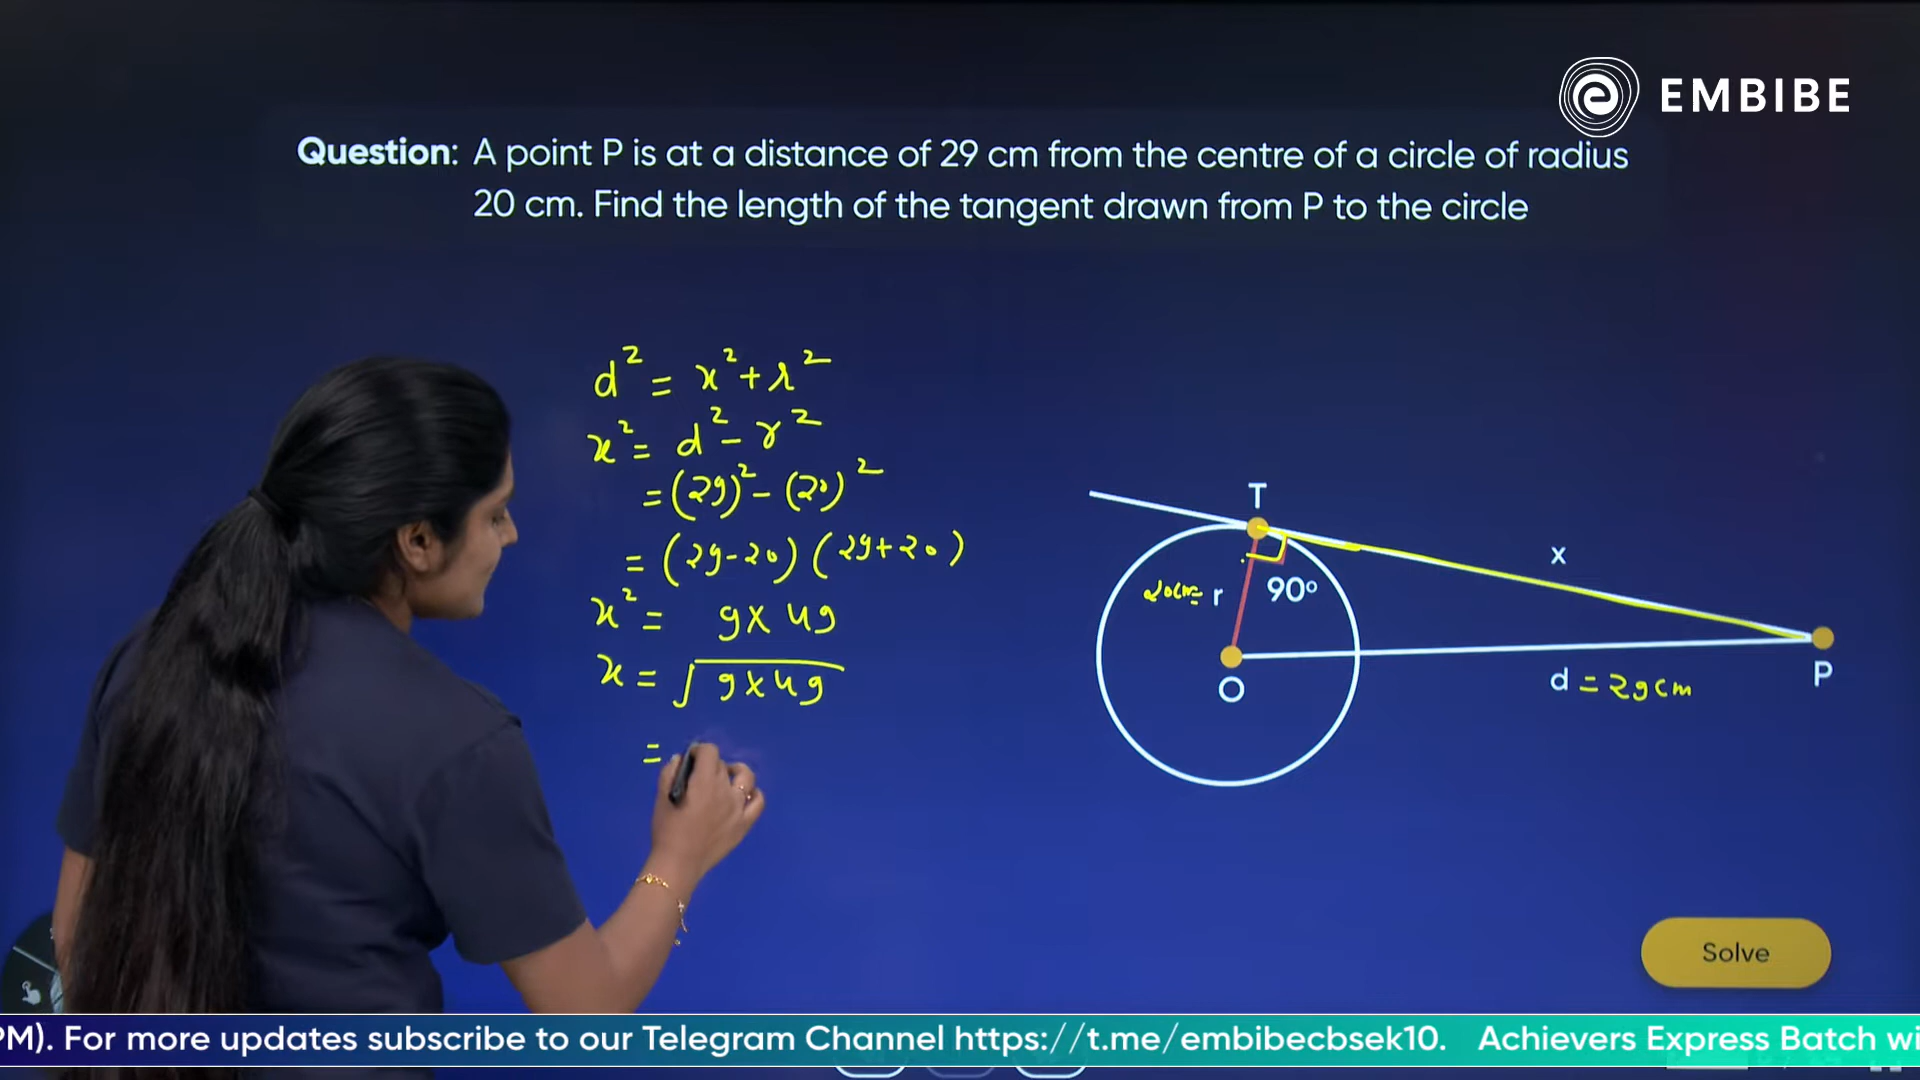 EMBIBE
Question: A point P is at a distance of 29 cm from the centre of a circle of radius
20 cm. Find the length of the tangent drawn from P to the circle
d² = x² + r²
x² = d² - r²
= (29)² - (20)²
= (29-20) (29+20)
x² = 9 x 49
x = √9x49
=
T
x
20cm = r
90°
O
d = 29cm
P
Solve
PM). For more updates subscribe to our Telegram Channel https://t.me/embibecbsek10. Achievers Express Batch wi